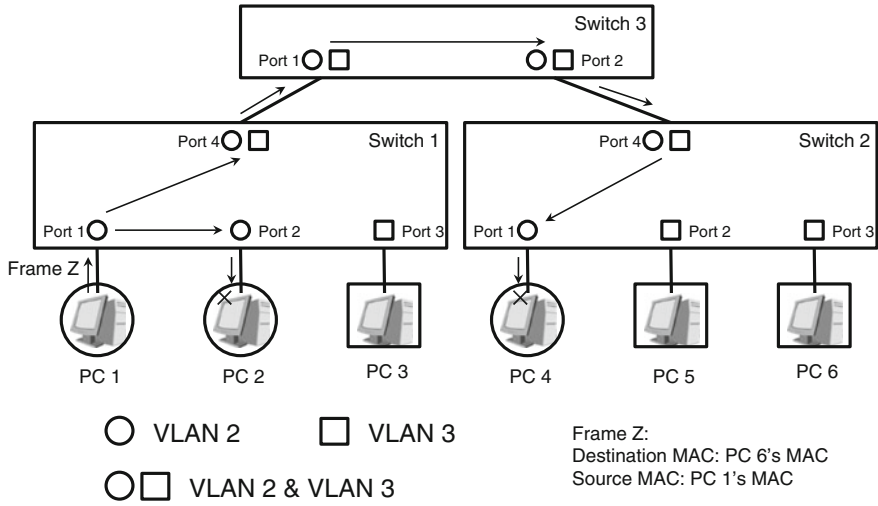 Switch 3
Port 1
Port 2
Port 4
Switch 1
Port 4
Switch 2
Port 1
Port 2
Port 3
Port 1
Port 2
Port 3
Frame Z
PC 1
PC 2
PC 3
PC 4
PC 5
PC 6
VLAN 2
VLAN 3
VLAN 2 & VLAN 3
Frame Z:
Destination MAC: PC 6's MAC
Source MAC: PC 1's MAC